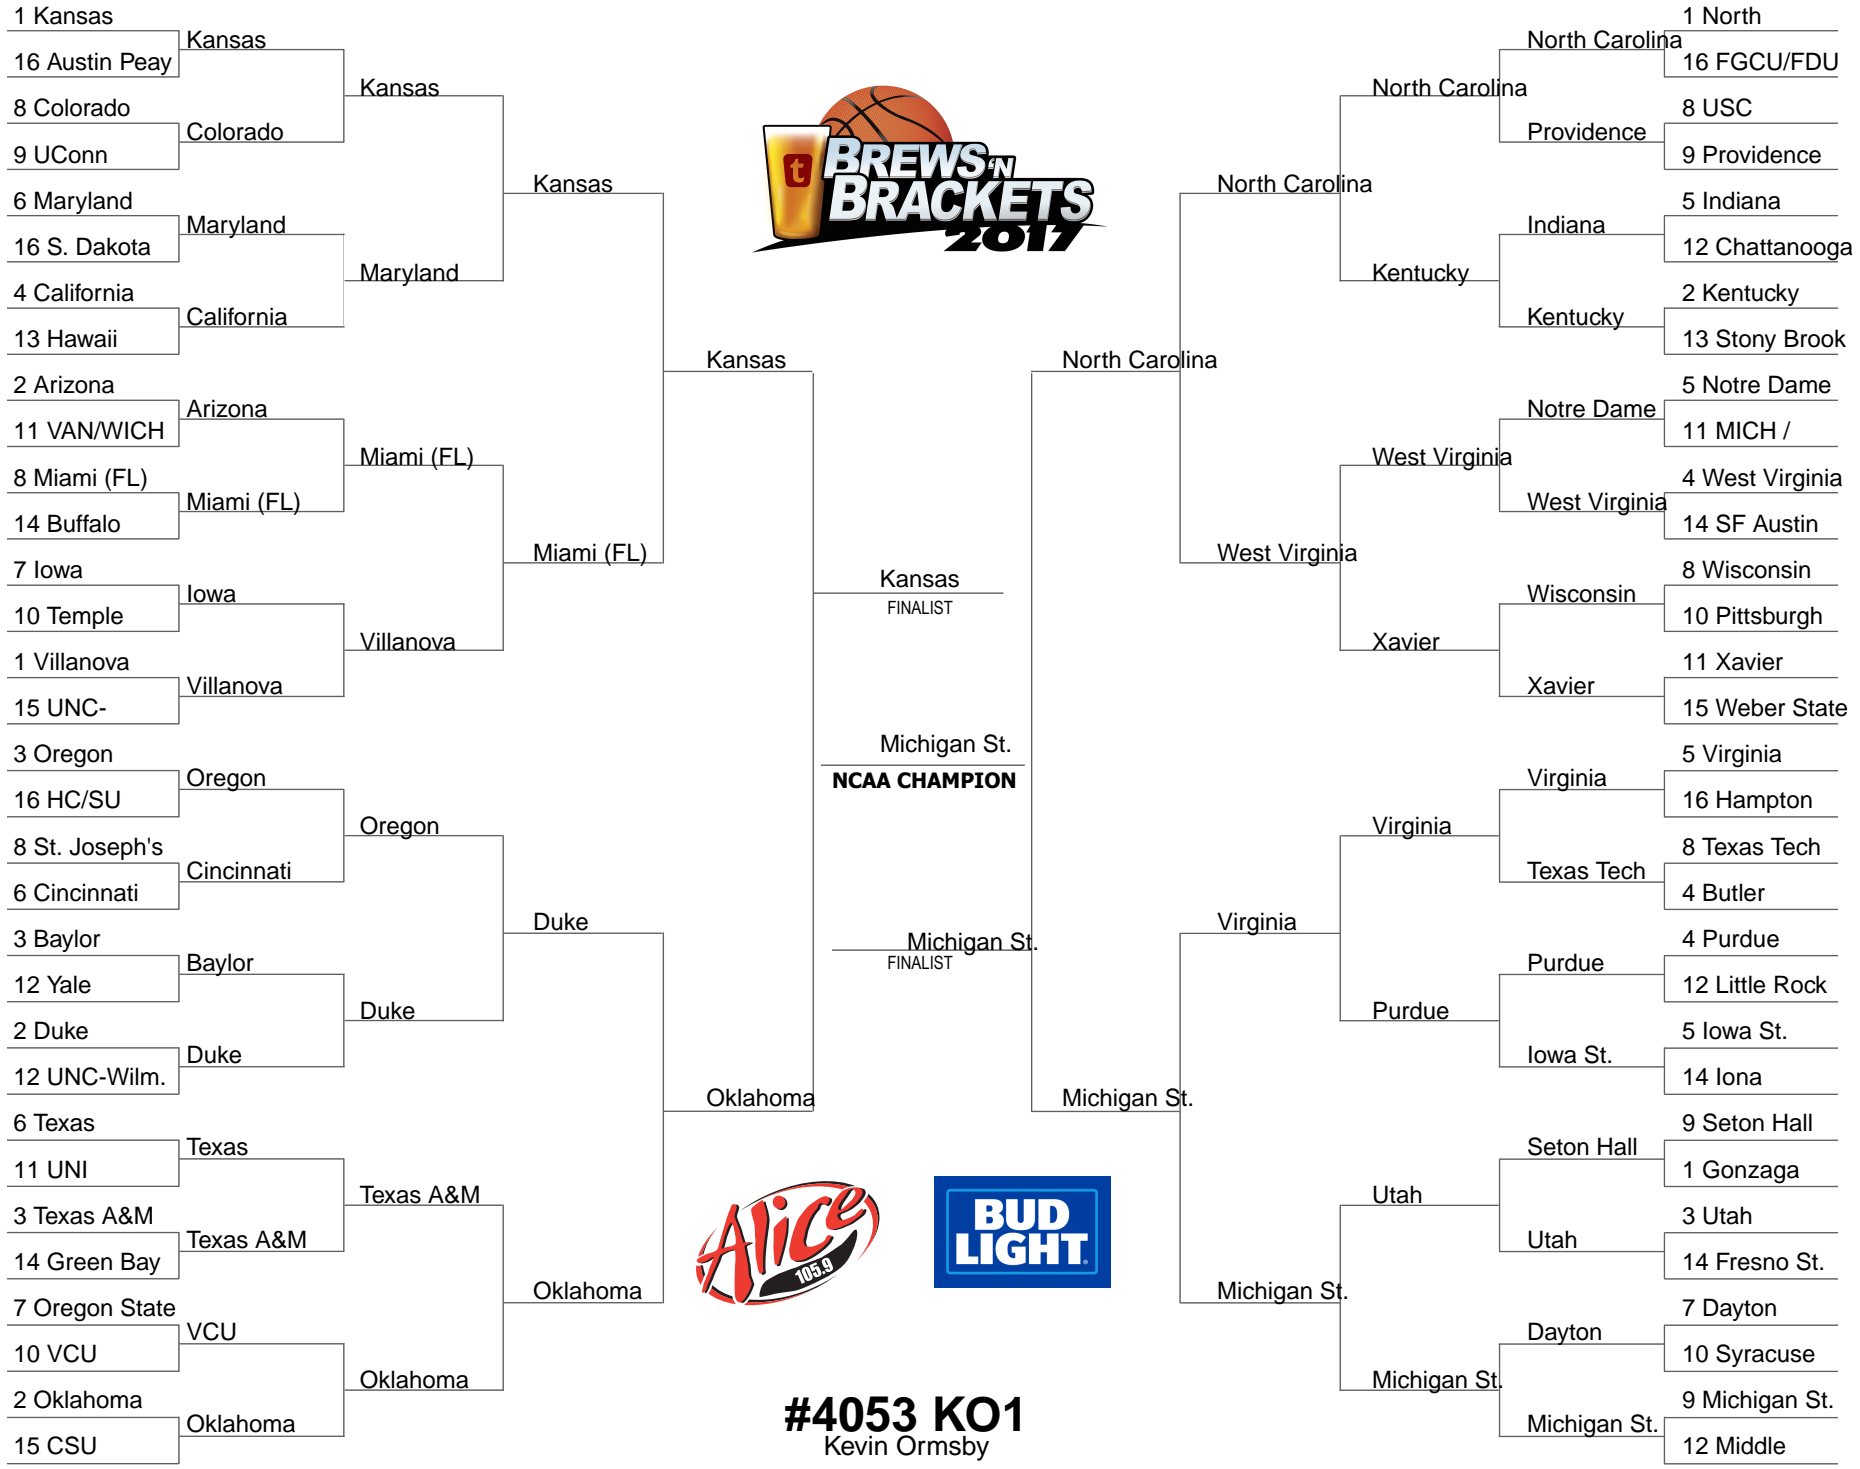 1 Kansas
16 Austin Peay
8 Colorado
9 UConn
6 Maryland
16 S. Dakota
4 California
13 Hawaii
2 Arizona
11 VAN/WICH
8 Miami (FL)
14 Buffalo
7 Iowa
10 Temple
1 Villanova
15 UNC-
3 Oregon
16 HC/SU
8 St. Joseph's
6 Cincinnati
3 Baylor
12 Yale
2 Duke
12 UNC-Wilm.
6 Texas
11 UNI
3 Texas A&M
14 Green Bay
7 Oregon State
10 VCU
2 Oklahoma
15 CSU
Kansas
Colorado
Maryland
California
Arizona
Miami (FL)
Iowa
Villanova
Oregon
Cincinnati
Baylor
Duke
Texas
Texas A&M
VCU
Oklahoma
Kansas
Maryland
Miami (FL)
Villanova
Oregon
Duke
Texas A&M
Oklahoma
Kansas
Miami (FL)
Duke
Oklahoma
Kansas
Oklahoma
t
BREWS 'N
BRACKETS
2017
Kansas
FINALIST
Michigan St.
NCAA CHAMPION
Michigan St.
FINALIST
Alice
105.9
BUD
LIGHT
#4053 KO1
Kevin Ormsby
North Carolina
Michigan St.
North Carolina
West Virginia
Virginia
Michigan St.
North Carolina
Kentucky
West Virginia
Xavier
Virginia
Purdue
Utah
Michigan St.
North Carolina
Providence
Indiana
Kentucky
Notre Dame
West Virginia
Wisconsin
Xavier
Virginia
Texas Tech
Purdue
Iowa St.
Seton Hall
Utah
Dayton
Michigan St.
1 North
16 FGCU/FDU
8 USC
9 Providence
5 Indiana
12 Chattanooga
2 Kentucky
13 Stony Brook
5 Notre Dame
11 MICH /
4 West Virginia
14 SF Austin
8 Wisconsin
10 Pittsburgh
11 Xavier
15 Weber State
5 Virginia
16 Hampton
8 Texas Tech
4 Butler
4 Purdue
12 Little Rock
5 Iowa St.
14 Iona
9 Seton Hall
1 Gonzaga
3 Utah
14 Fresno St.
7 Dayton
10 Syracuse
9 Michigan St.
12 Middle